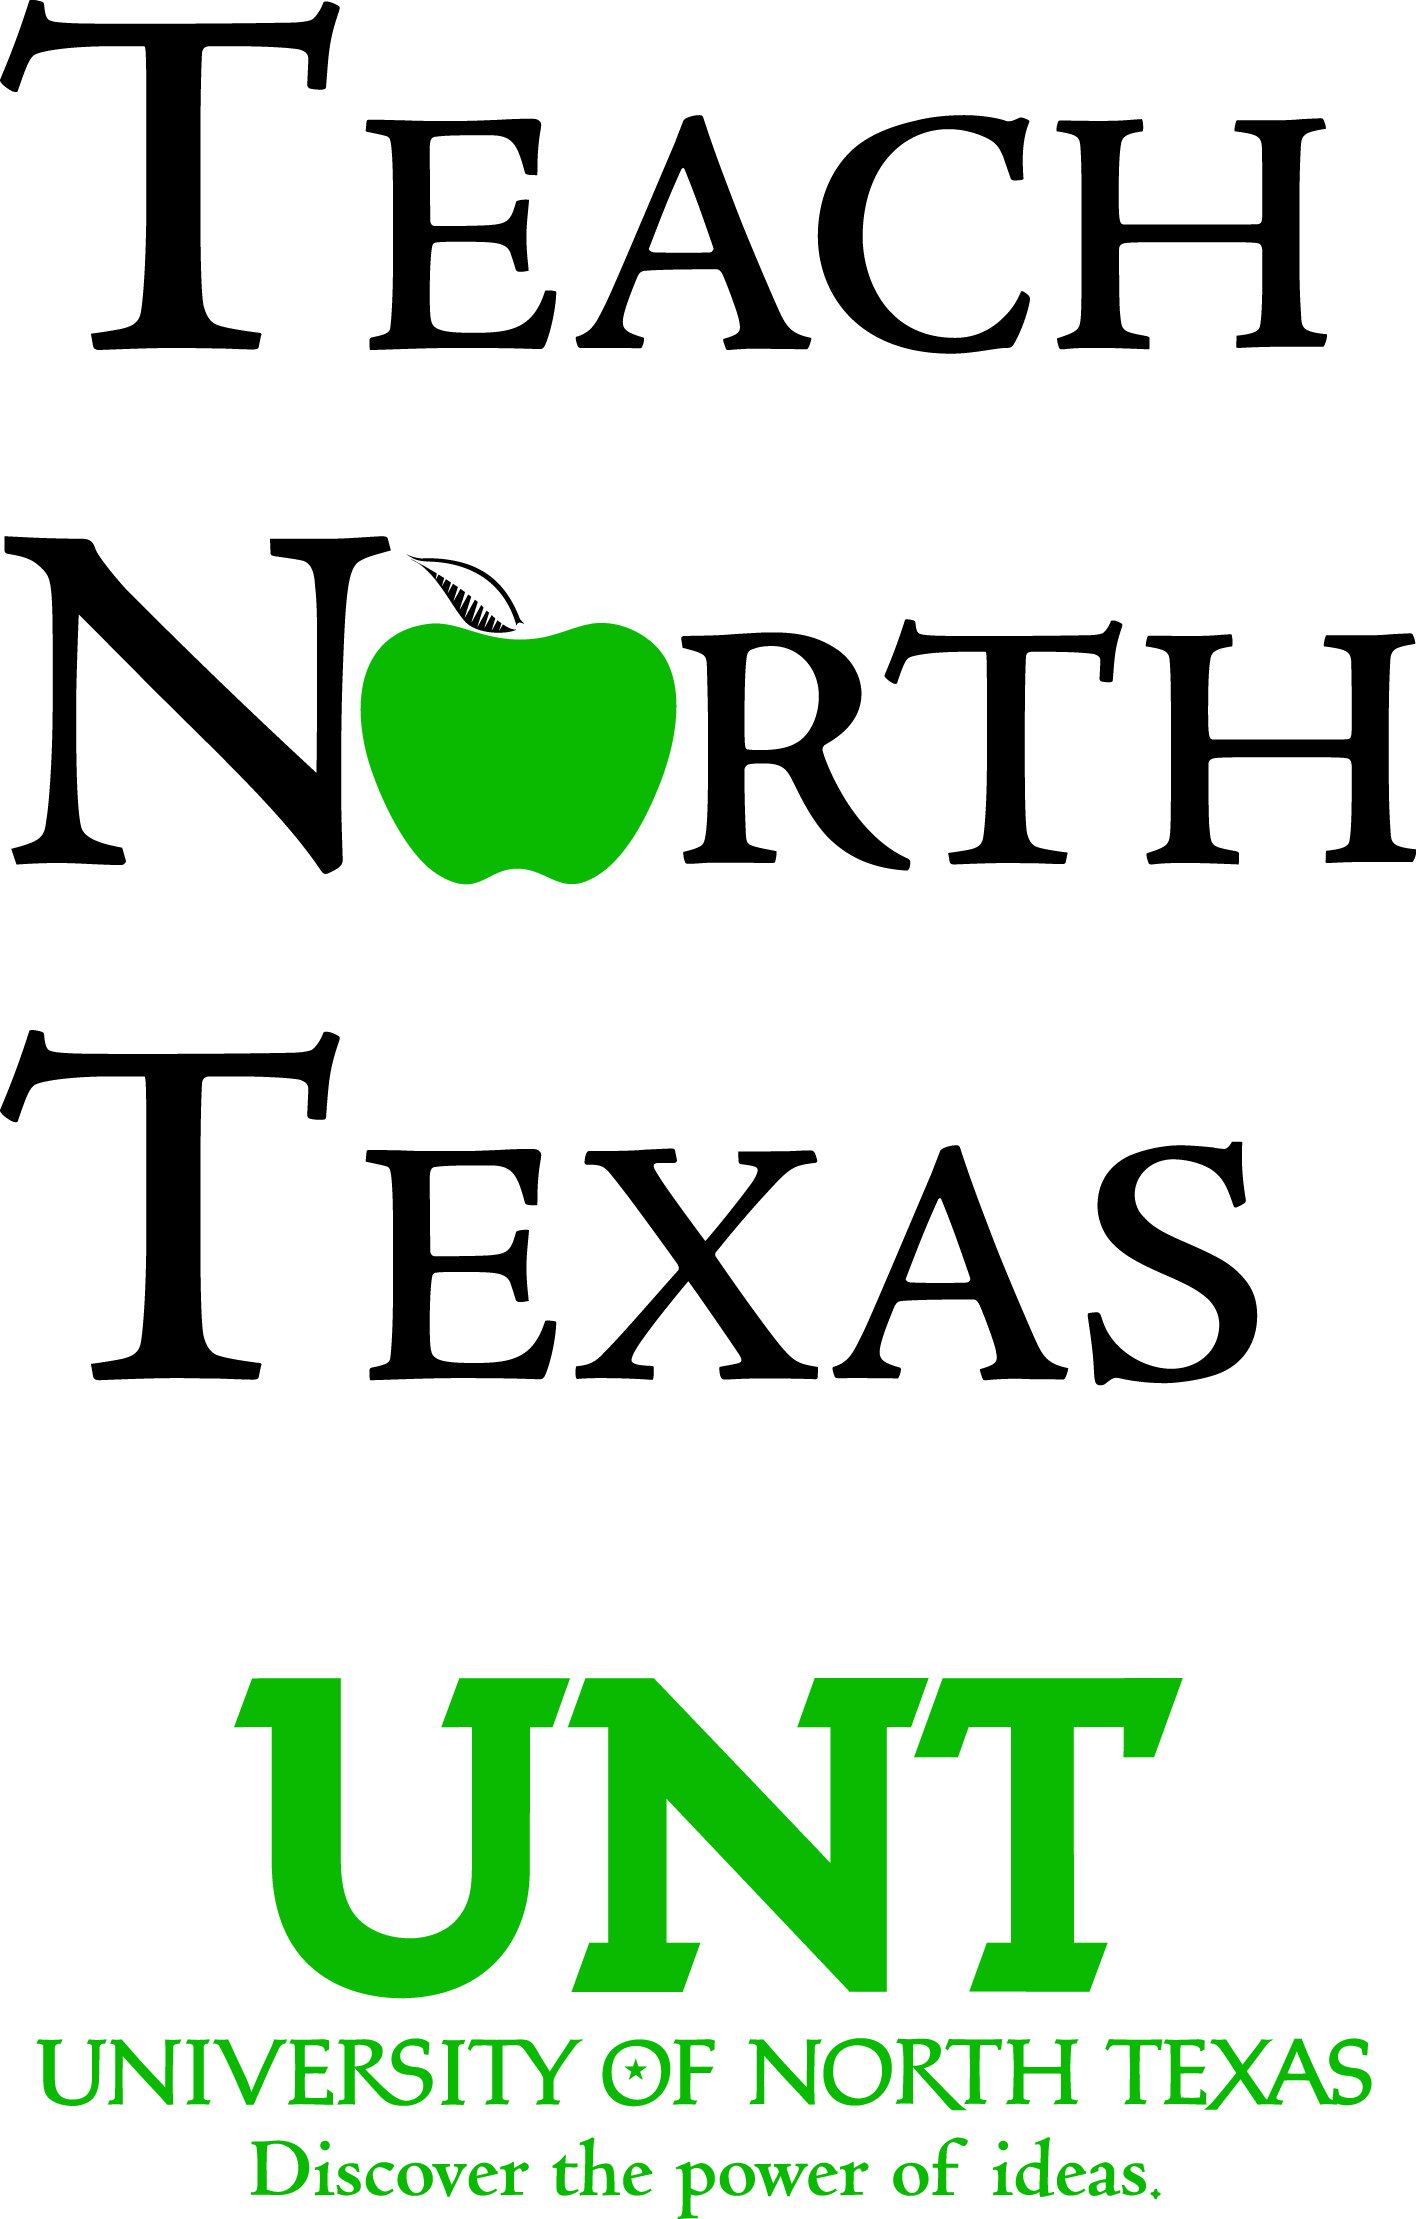 TEACH
NORTH
TEXAS
UNT
UNIVERSITY OF NORTH TEXAS
Discover the power of ideas.